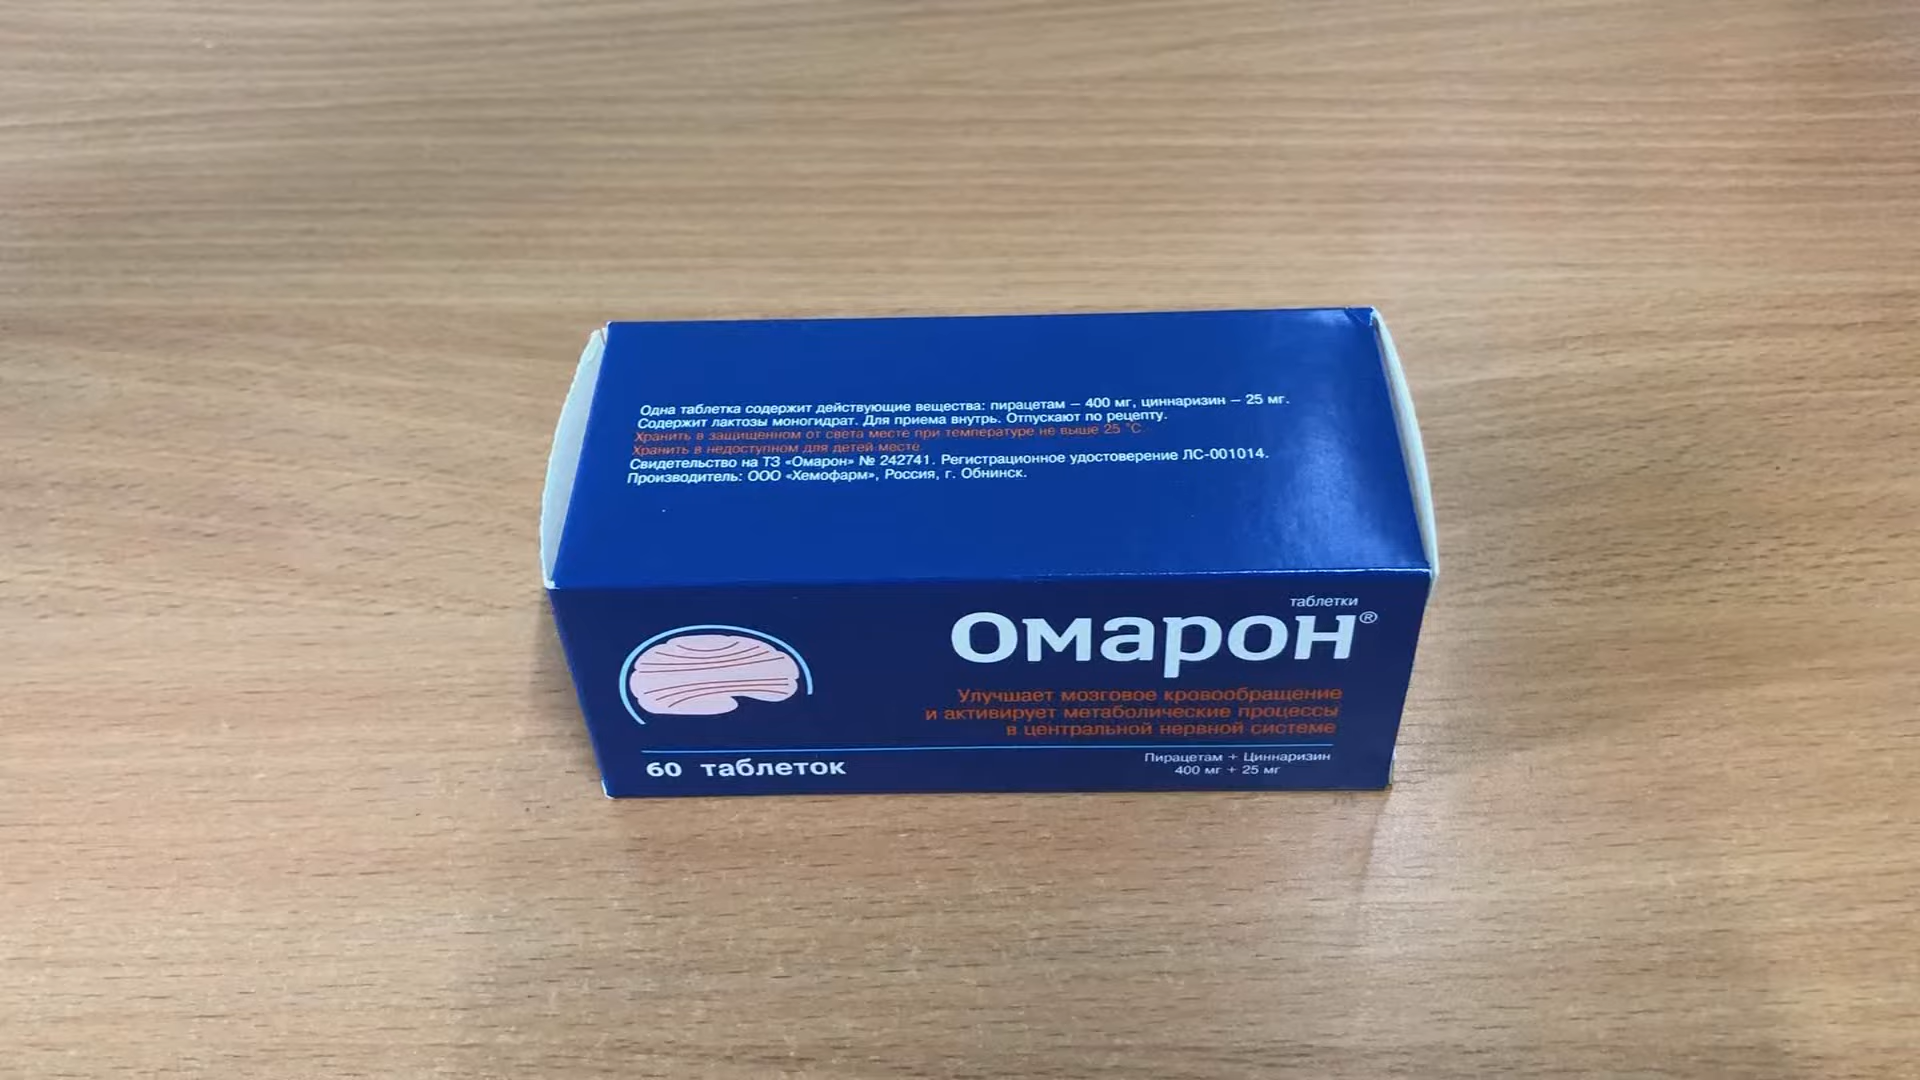 Одна таблетка содержит действующие вещества: пирацетам – 400 мг, циннаризин – 25 мг.
Содержит лактозы моногидрат. Для приема внутрь. Отпускают по рецепту.
Хранить в защищенном от света месте при температуре не выше 25 °С.
Хранить в недоступном для детей месте.
Свидетельство на ТЗ «Омарон» № 242741. Регистрационное удостоверение ЛС-001014.
Производитель: ООО «Хемофарм», Россия, г. Обнинск.
таблетки
Омарон®
Улучшает мозговое кровообращение
и активирует метаболические процессы
в центральной нервной системе
60 таблеток
Пирацетам + Циннаризин
400 мг + 25 мг